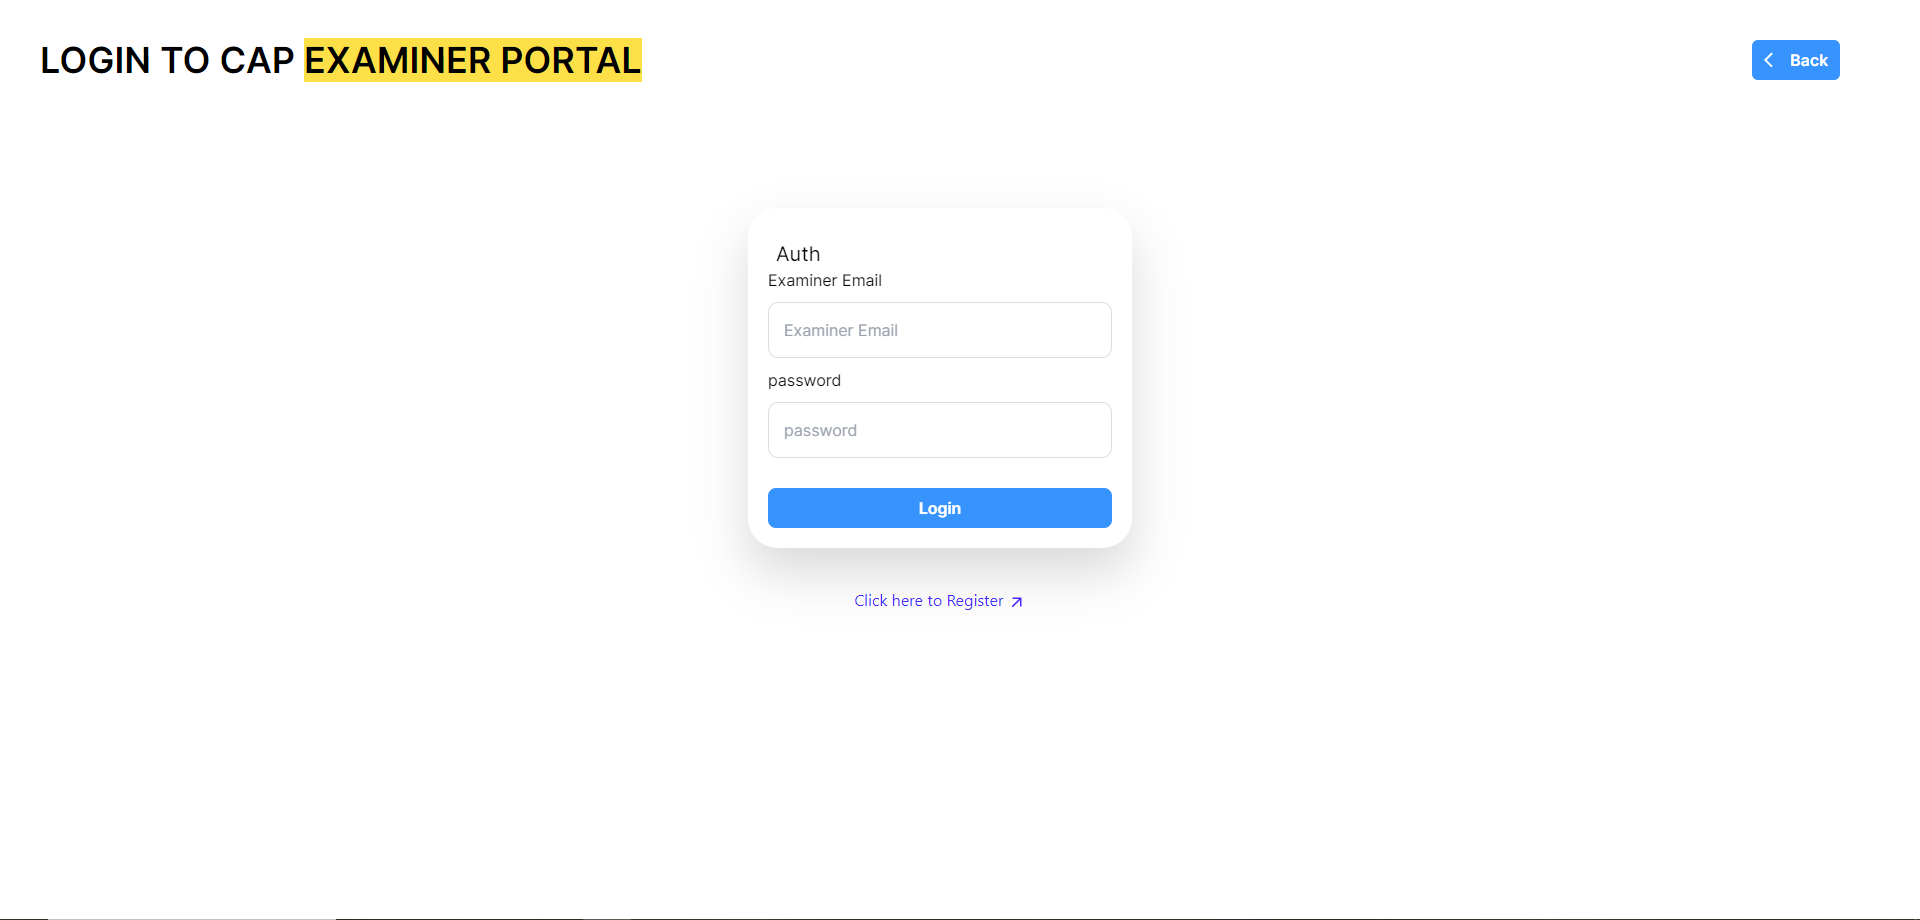 LOGIN TO CAP EXAMINER PORTAL
Back
Auth
Examiner Email
Examiner Email
password
password
Login
Click here to Register